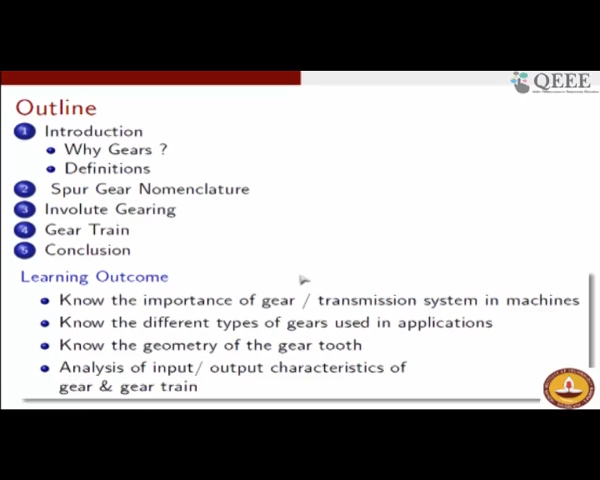 QEEE
Outline
1 Introduction
Why Gears ?
Definitions
2 Spur Gear Nomenclature
3 Involute Gearing
4 Gear Train
5 Conclusion
Learning Outcome
Know the importance of gear / transmission system in machines
Know the different types of gears used in applications
Know the geometry of the gear tooth
Analysis of input/ output characteristics of
gear & gear train